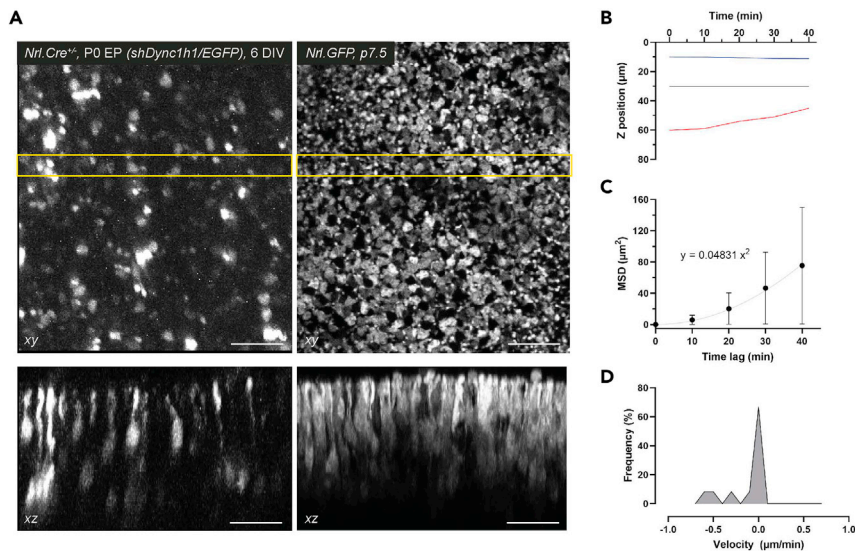 A
Nrl.Cre+/-, P0 EP (shDync1h1/EGFP), 6 DIV
Nrl.GFP, p7.5
xy
xy
xz
xz
B
Time (min)
0 10 20 30 40
Z position (µm)
0
20
40
60
80
C
MSD (µm²)
160
120
80
40
0
y = 0.04831 x²
0 10 20 30 40
Time lag (min)
D
Frequency (%)
80
60
40
20
0
-1.0 -0.5 0.0 0.5 1.0
Velocity (µm/min)